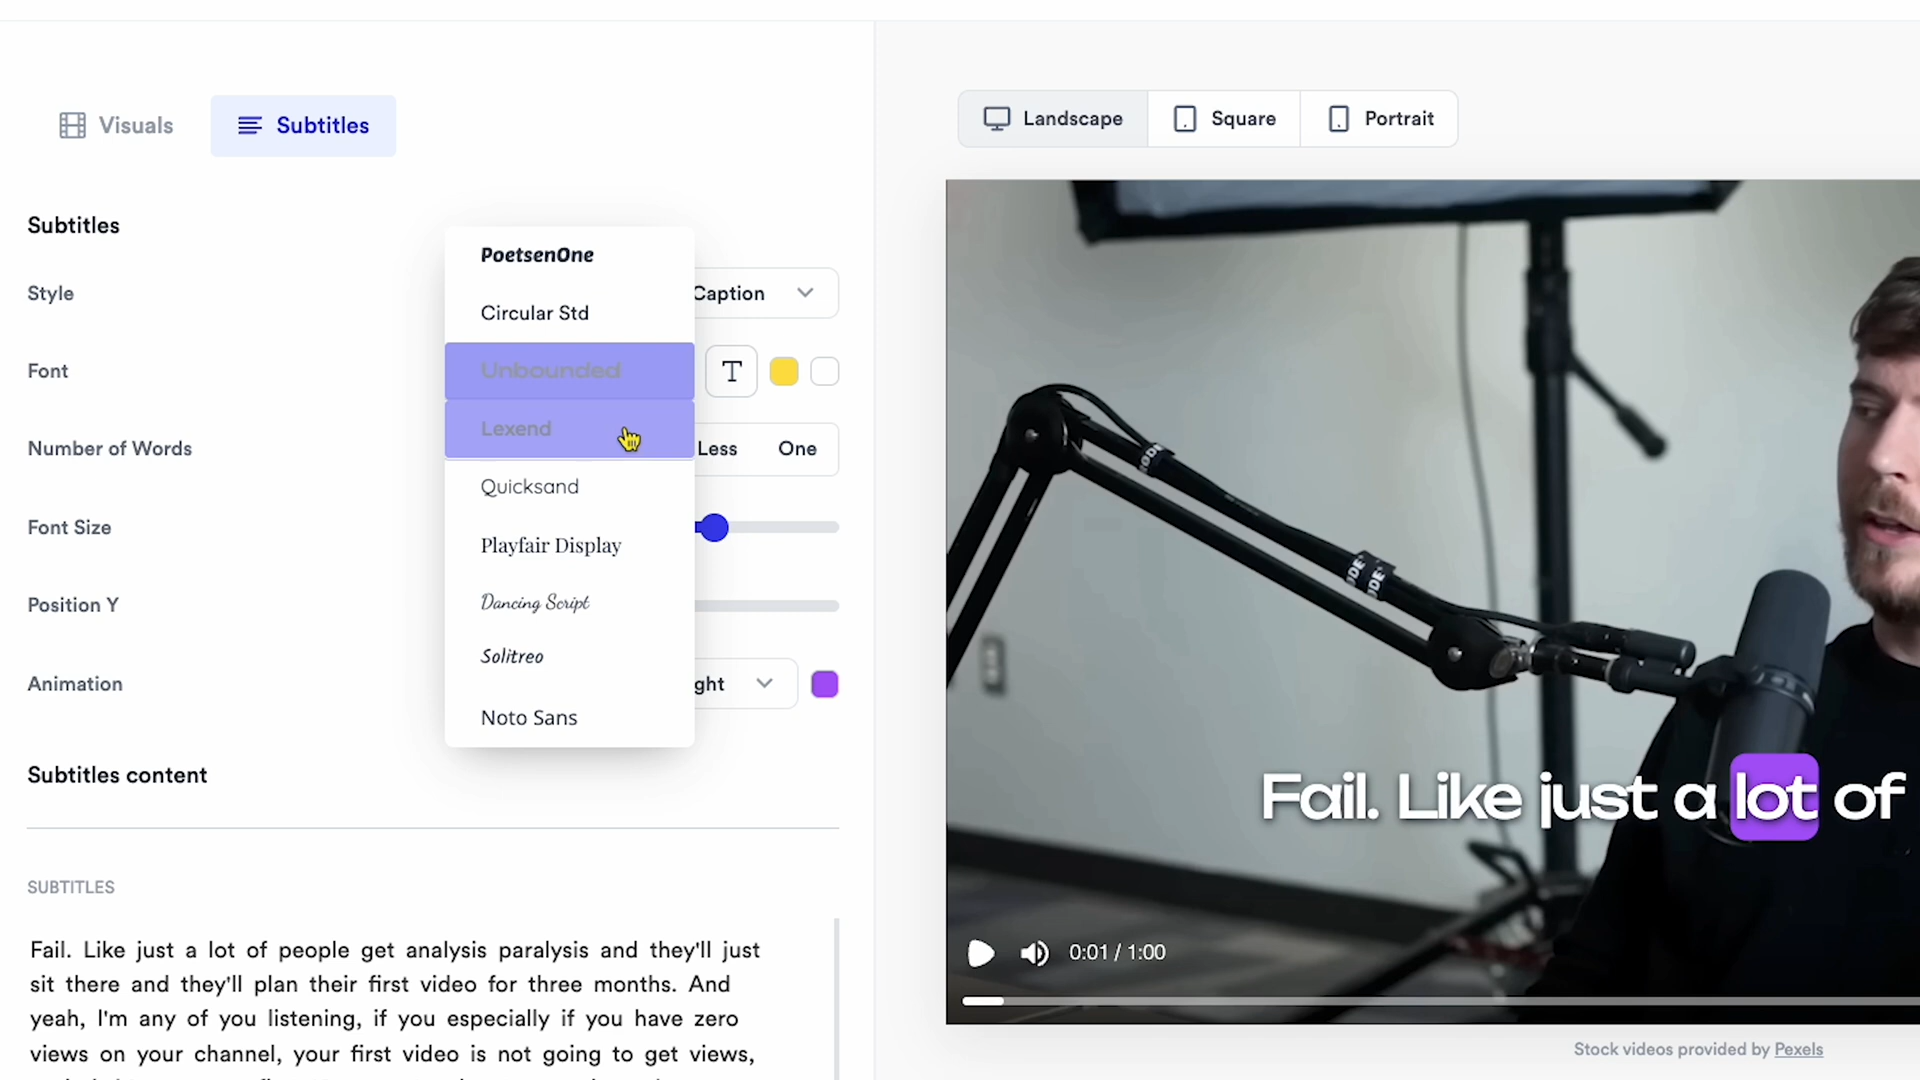 Visuals
Subtitles
Landscape
Square
Portrait
Subtitles
Style
Caption
Font
T
Number of Words
Less
One
Font Size
Position Y
Animation
ght
PoetsenOne
Circular Std
Unbounded
Lexend
Quicksand
Playfair Display
Dancing Script
Solitreo
Noto Sans
Subtitles content
SUBTITLES
Fail. Like just a lot of people get analysis paralysis and they'll just
sit there and they'll plan their first video for three months. And
yeah, I'm any of you listening, if you especially if you have zero
views on your channel, your first video is not going to get views,
Fail. Like just a lot of
0:01 / 1:00
Stock videos provided by Pexels